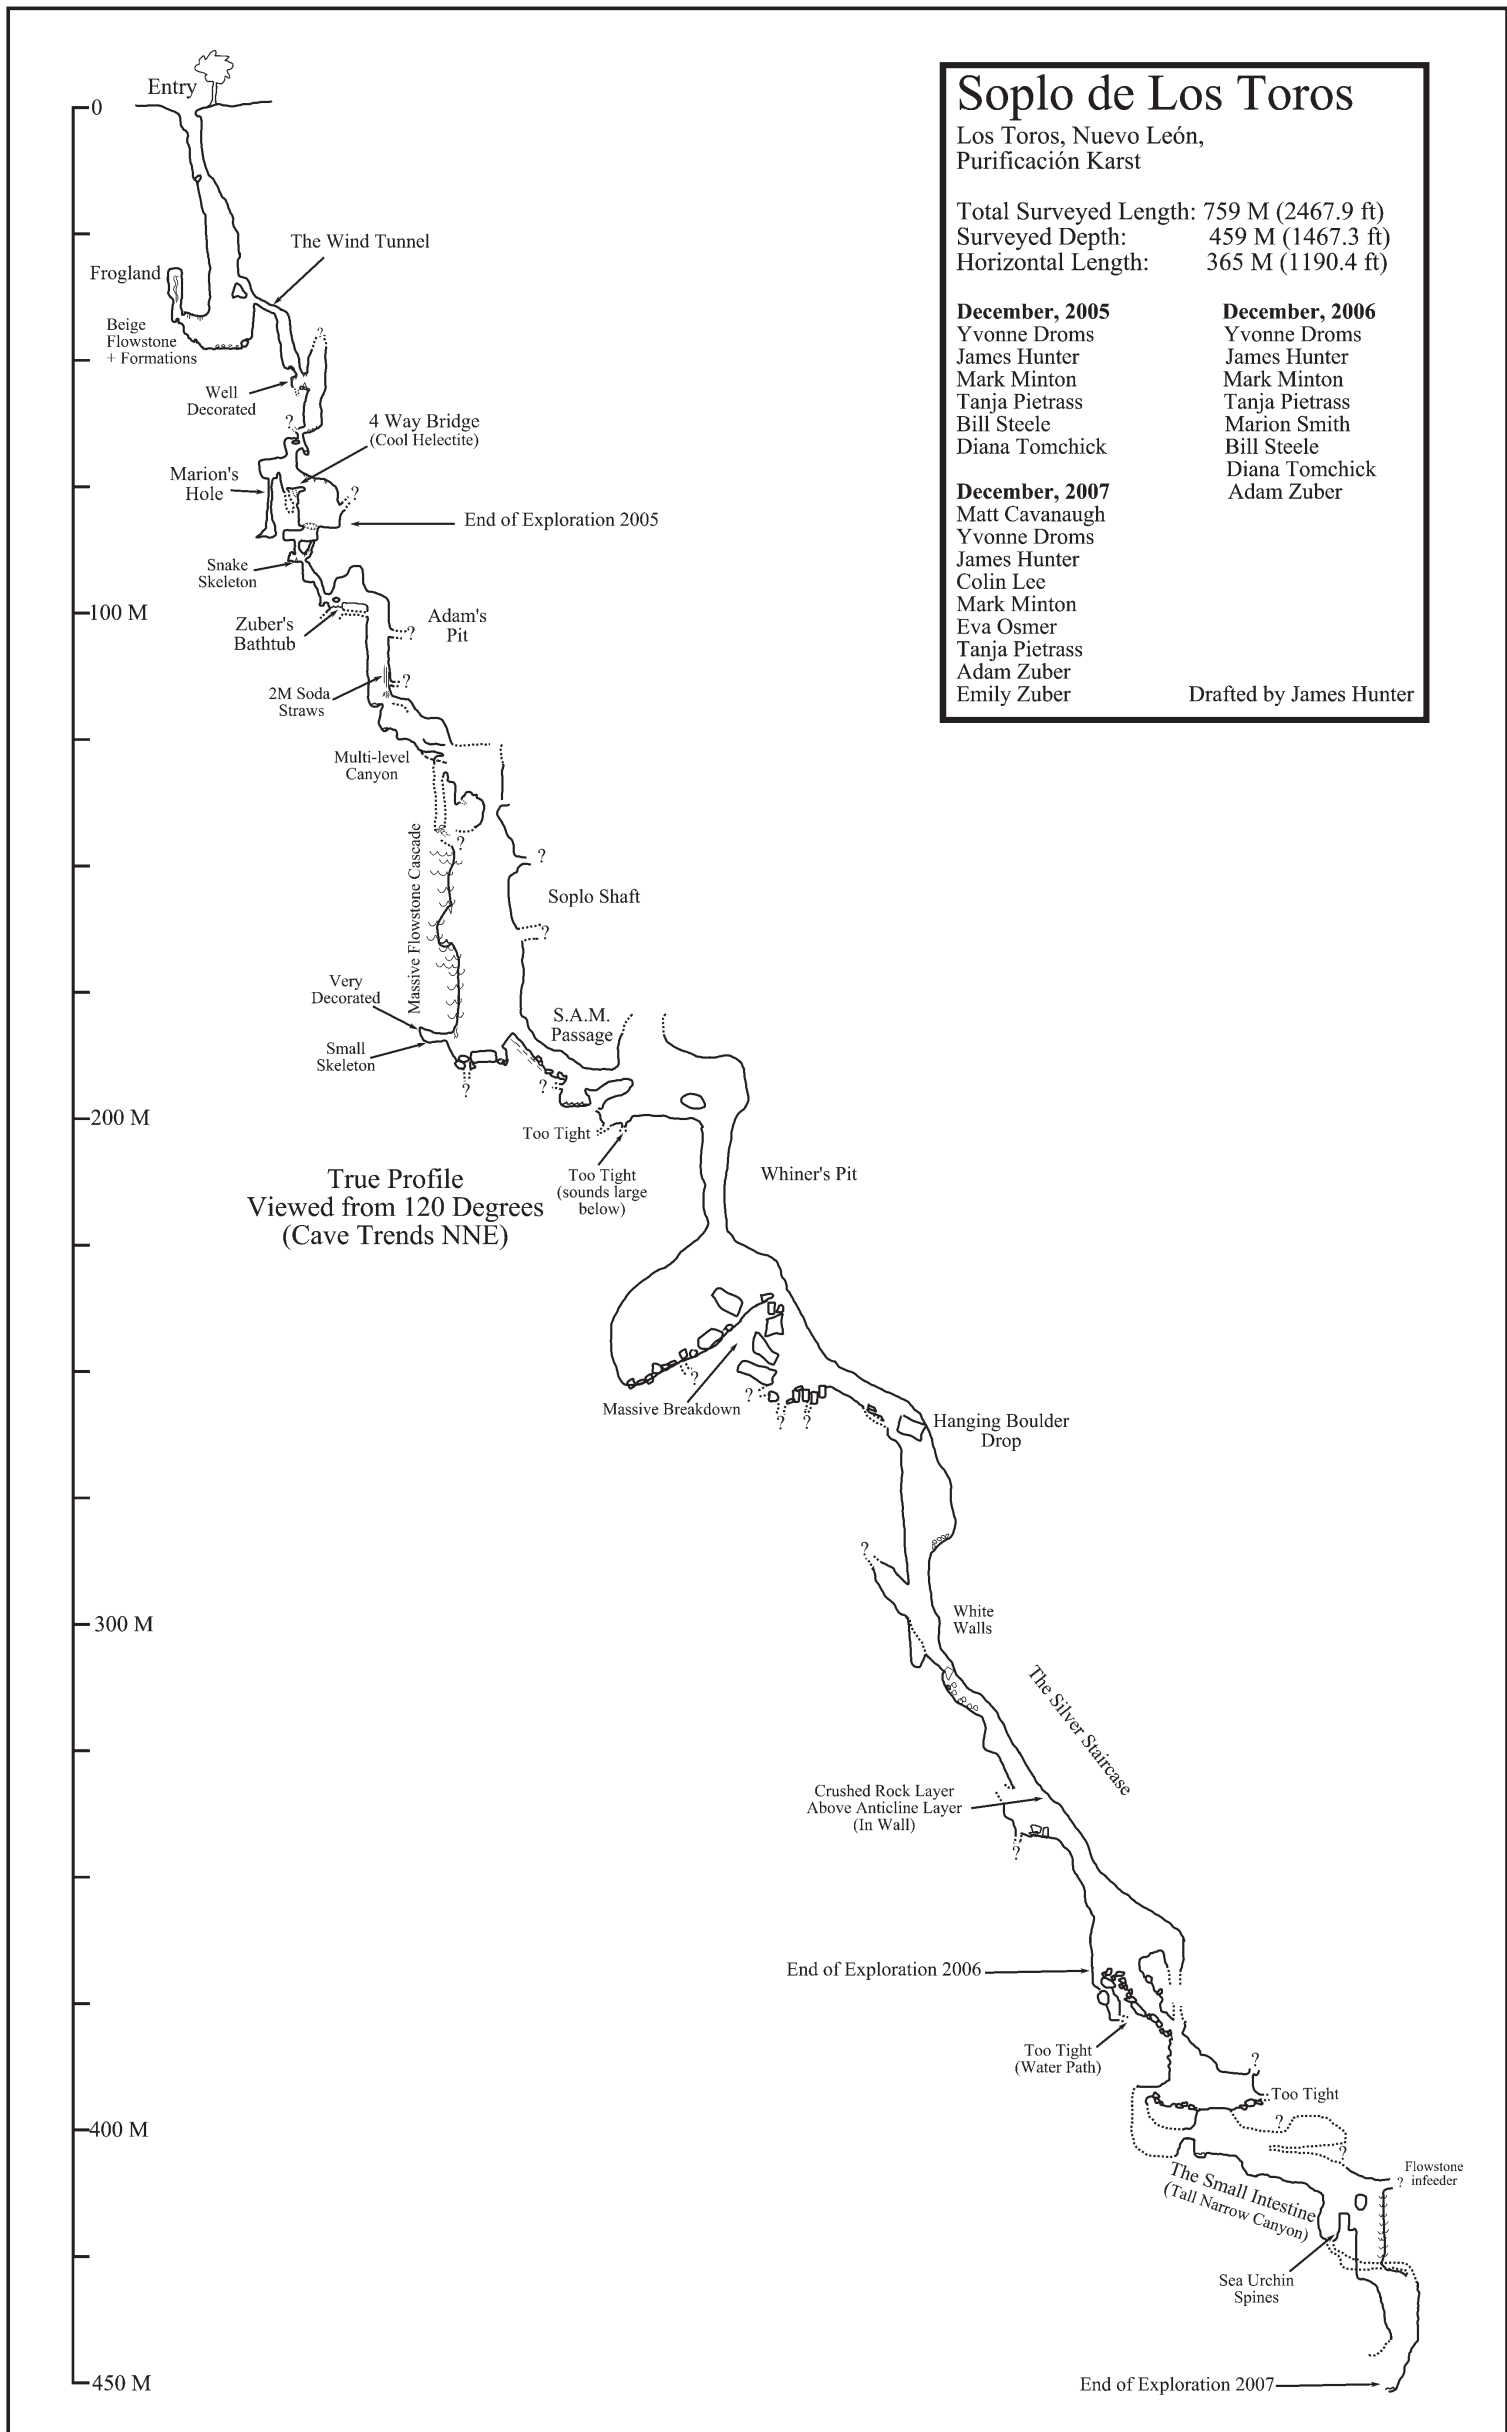 Soplo de Los Toros
Los Toros, Nuevo León,
Purificación Karst
Total Surveyed Length: 759 M (2467.9 ft)
Surveyed Depth: 459 M (1467.3 ft)
Horizontal Length: 365 M (1190.4 ft)
December, 2005
Yvonne Droms
James Hunter
Mark Minton
Tanja Pietrass
Bill Steele
Diana Tomchick
December, 2006
Yvonne Droms
James Hunter
Mark Minton
Tanja Pietrass
Marion Smith
Bill Steele
Diana Tomchick
Adam Zuber
December, 2007
Matt Cavanaugh
Yvonne Droms
James Hunter
Colin Lee
Mark Minton
Eva Osmer
Tanja Pietrass
Adam Zuber
Emily Zuber
Drafted by James Hunter
Entry
0
The Wind Tunnel
Frogland
Beige
Flowstone
+ Formations
?
Well
Decorated
?
4 Way Bridge
(Cool Helectite)
Marion's
Hole
?
End of Exploration 2005
Snake
Skeleton
100 M
Zuber's
Bathtub
Adam's
Pit
?
?
2M Soda
Straws
Multi-level
Canyon
?
Massive Flowstone Cascade
?
Soplo Shaft
?
Very
Decorated
Small
Skeleton
?
S.A.M.
Passage
?
200 M
Too Tight
Too Tight
(sounds large
below)
True Profile
Viewed from 120 Degrees
(Cave Trends NNE)
Whiner's Pit
?
Massive Breakdown
?
?
?
Hanging Boulder
Drop
?
300 M
White
Walls
The Silver Staircase
Crushed Rock Layer
Above Anticline Layer
(In Wall)
?
End of Exploration 2006
Too Tight
(Water Path)
?
Too Tight
400 M
?
?
Flowstone
? infeeder
The Small Intestine
(Tall Narrow Canyon)
Sea Urchin
Spines
450 M
End of Exploration 2007